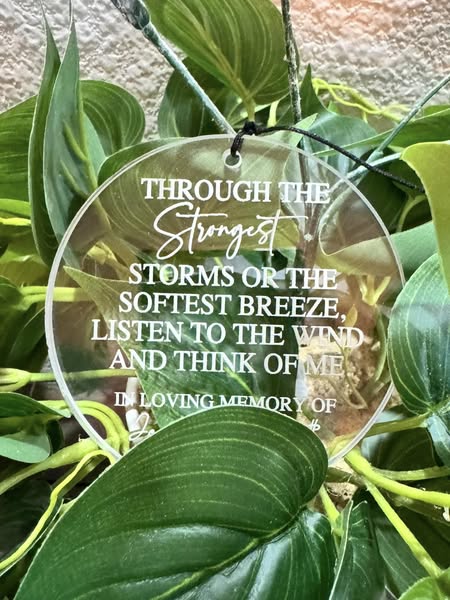 THROUGH THE
Strongest
STORMS OR THE
SOFTEST BREEZE,
LISTEN TO THE WIND
AND THINK OF ME
IN LOVING MEMORY OF